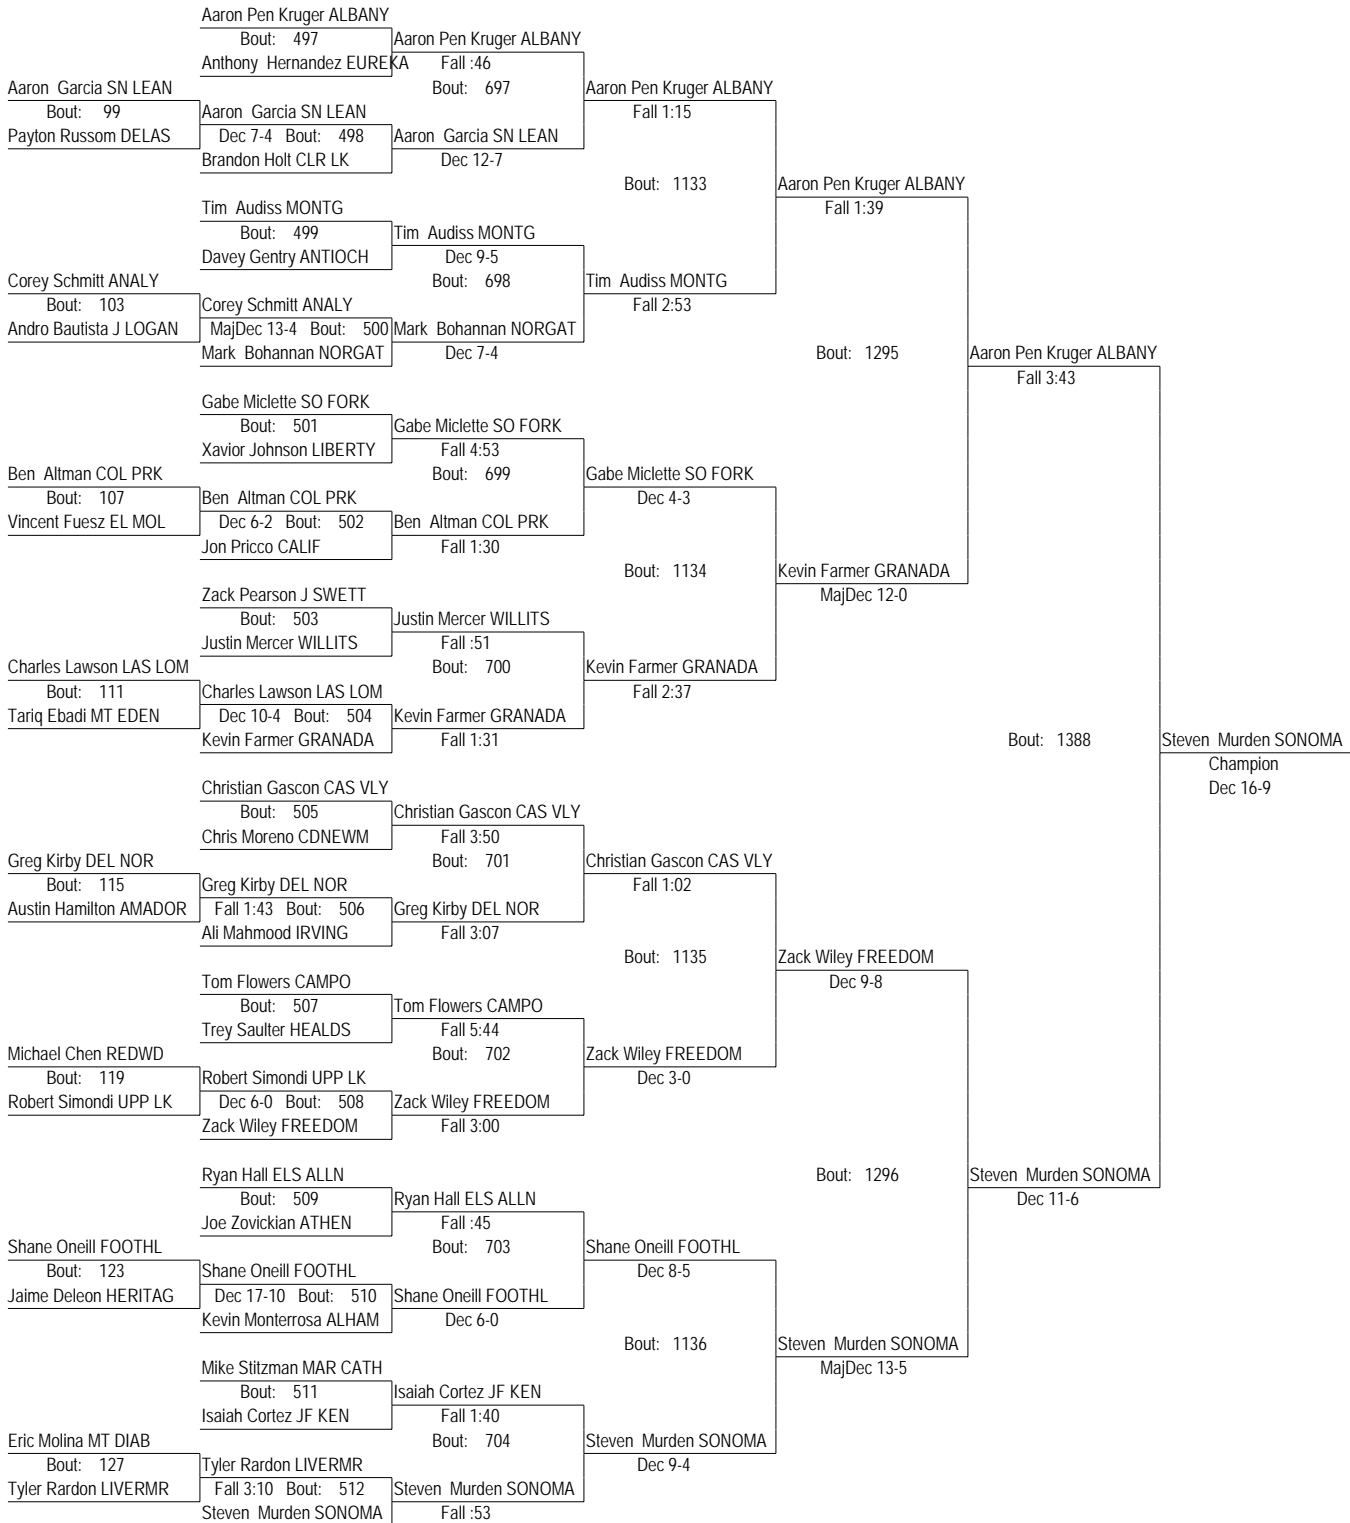 Aaron Pen Kruger ALBANY
Bout: 497 Aaron Pen Kruger ALBANY
Anthony Hernandez EUREKA Fall :46
Aaron Garcia SN LEAN Bout: 697 Aaron Pen Kruger ALBANY
Bout: 99 Aaron Garcia SN LEAN Fall 1:15
Payton Russom DELAS Dec 7-4 Bout: 498 Aaron Garcia SN LEAN
Brandon Holt CLR LK Dec 12-7
Bout: 1133 Aaron Pen Kruger ALBANY
Tim Audiss MONTG Fall 1:39
Bout: 499 Tim Audiss MONTG
Davey Gentry ANTIOCH Dec 9-5
Corey Schmitt ANALY Bout: 698 Tim Audiss MONTG
Bout: 103 Corey Schmitt ANALY Fall 2:53
Andro Bautista J LOGAN MajDec 13-4 Bout: 500 Mark Bohannan NORGAT
Mark Bohannan NORGAT Dec 7-4 Bout: 1295 Aaron Pen Kruger ALBANY
Fall 3:43
Gabe Miclette SO FORK
Bout: 501 Gabe Miclette SO FORK
Xavior Johnson LIBERTY Fall 4:53
Ben Altman COL PRK Bout: 699 Gabe Miclette SO FORK
Bout: 107 Ben Altman COL PRK Dec 4-3
Vincent Fuesz EL MOL Dec 6-2 Bout: 502 Ben Altman COL PRK
Jon Pricco CALIF Fall 1:30
Bout: 1134 Kevin Farmer GRANADA
Zack Pearson J SWETT MajDec 12-0
Bout: 503 Justin Mercer WILLITS
Justin Mercer WILLITS Fall :51
Charles Lawson LAS LOM Bout: 700 Kevin Farmer GRANADA
Bout: 111 Charles Lawson LAS LOM Fall 2:37
Tariq Ebadi MT EDEN Dec 10-4 Bout: 504 Kevin Farmer GRANADA
Kevin Farmer GRANADA Fall 1:31 Bout: 1388 Steven Murden SONOMA
Champion
Christian Gascon CAS VLY Dec 16-9
Bout: 505 Christian Gascon CAS VLY
Chris Moreno CDNEWM Fall 3:50
Greg Kirby DEL NOR Bout: 701 Christian Gascon CAS VLY
Bout: 115 Greg Kirby DEL NOR Fall 1:02
Austin Hamilton AMADOR Fall 1:43 Bout: 506 Greg Kirby DEL NOR
Ali Mahmood IRVING Fall 3:07
Bout: 1135 Zack Wiley FREEDOM
Tom Flowers CAMPO Dec 9-8
Bout: 507 Tom Flowers CAMPO
Trey Saulter HEALDS Fall 5:44
Michael Chen REDWD Bout: 702 Zack Wiley FREEDOM
Bout: 119 Robert Simondi UPP LK Dec 3-0
Robert Simondi UPP LK Dec 6-0 Bout: 508 Zack Wiley FREEDOM
Zack Wiley FREEDOM Fall 3:00
Ryan Hall ELS ALLN Bout: 1296 Steven Murden SONOMA
Bout: 509 Ryan Hall ELS ALLN Dec 11-6
Joe Zovickian ATHEN Fall :45
Shane Oneill FOOTHL Bout: 703 Shane Oneill FOOTHL
Bout: 123 Shane Oneill FOOTHL Dec 8-5
Jaime Deleon HERITAG Dec 17-10 Bout: 510 Shane Oneill FOOTHL
Kevin Monterrosa ALHAM Dec 6-0
Bout: 1136 Steven Murden SONOMA
Mike Stitzman MAR CATH MajDec 13-5
Bout: 511 Isaiah Cortez JF KEN
Isaiah Cortez JF KEN Fall 1:40
Eric Molina MT DIAB Bout: 704 Steven Murden SONOMA
Bout: 127 Tyler Rardon LIVERMR Dec 9-4
Tyler Rardon LIVERMR Fall 3:10 Bout: 512 Steven Murden SONOMA
Steven Murden SONOMA Fall :53